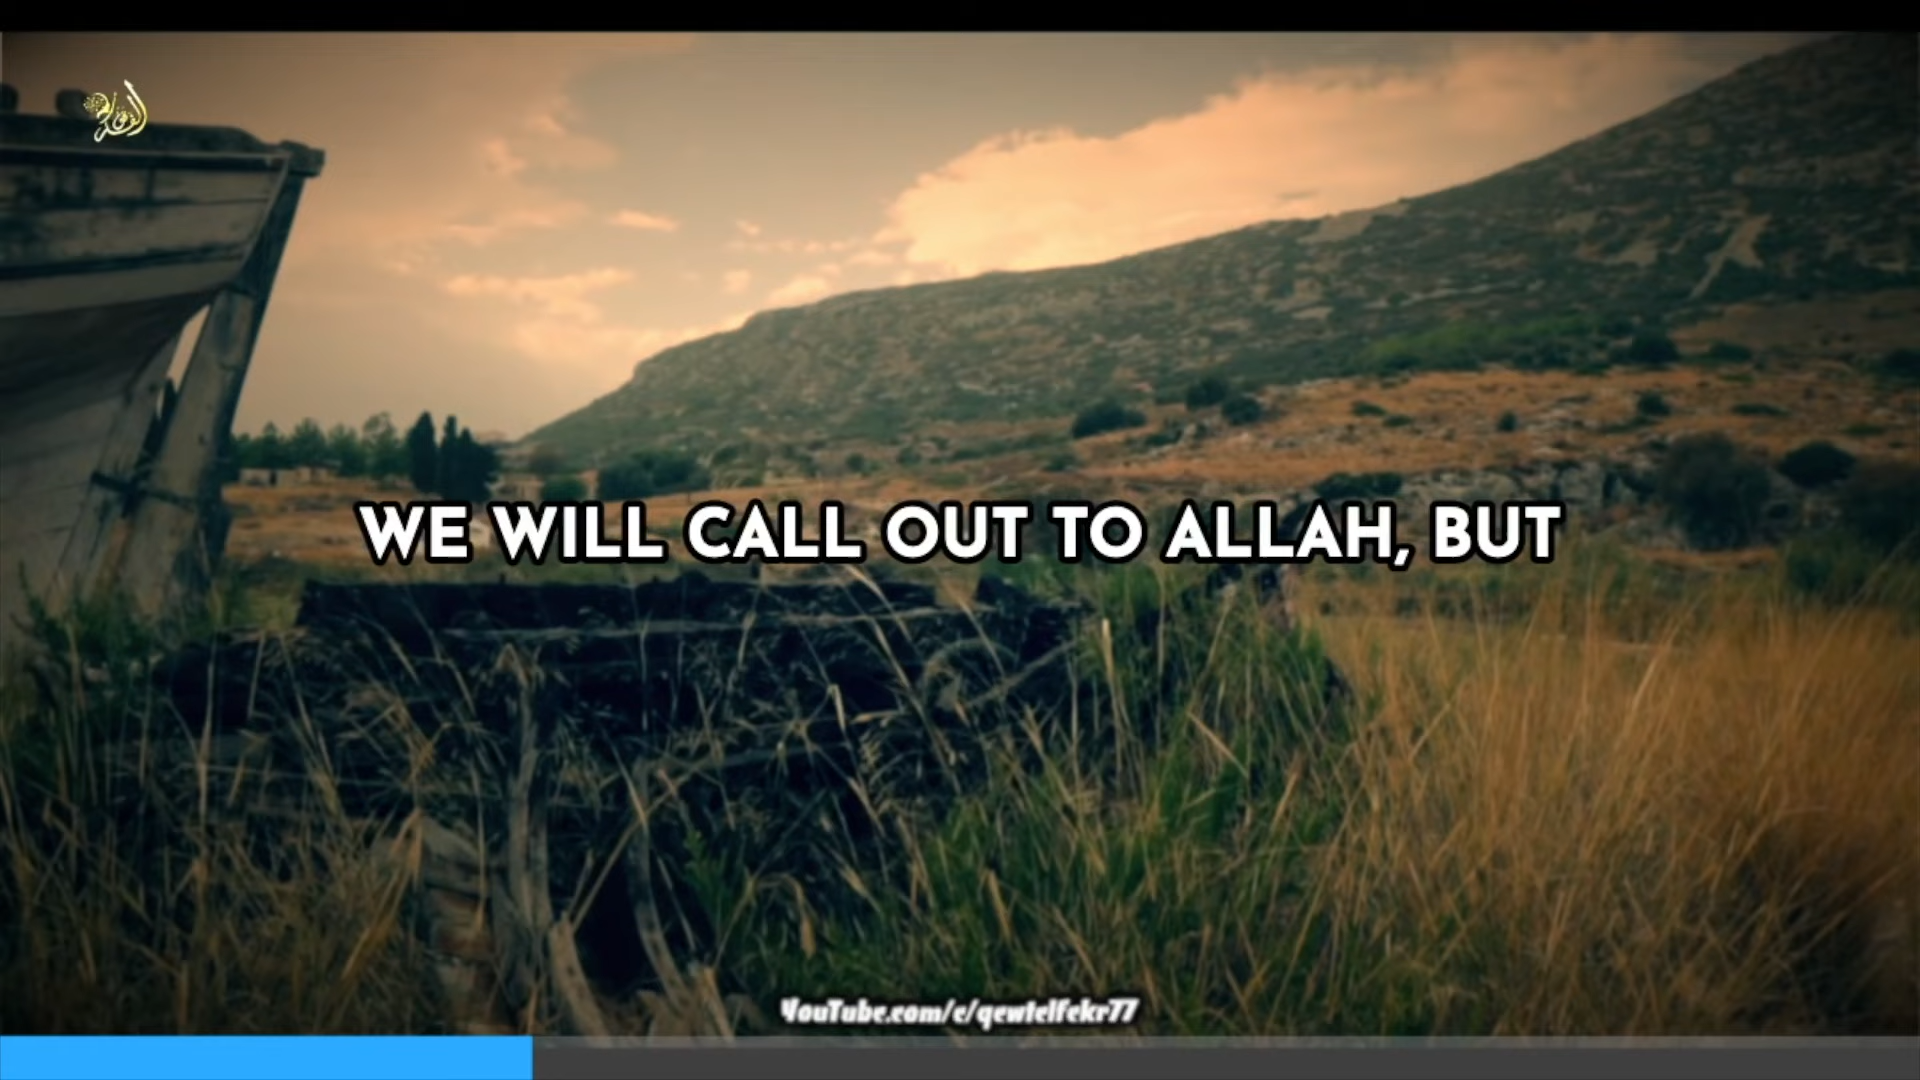 WE WILL CALL OUT TO ALLAH, BUT
YouTube.com/c/qewtelfekr77